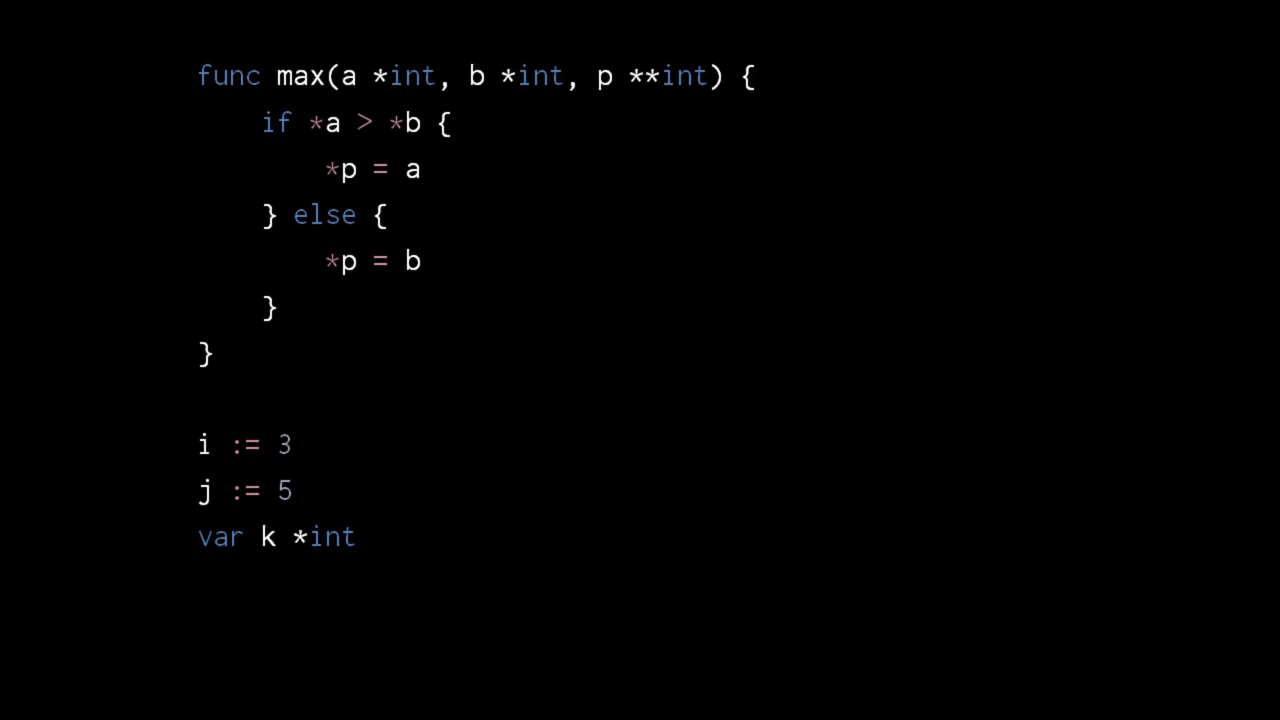 func max(a *int, b *int, p **int) {
    if *a > *b {
        *p = a
    } else {
        *p = b
    }
}

i := 3
j := 5
var k *int